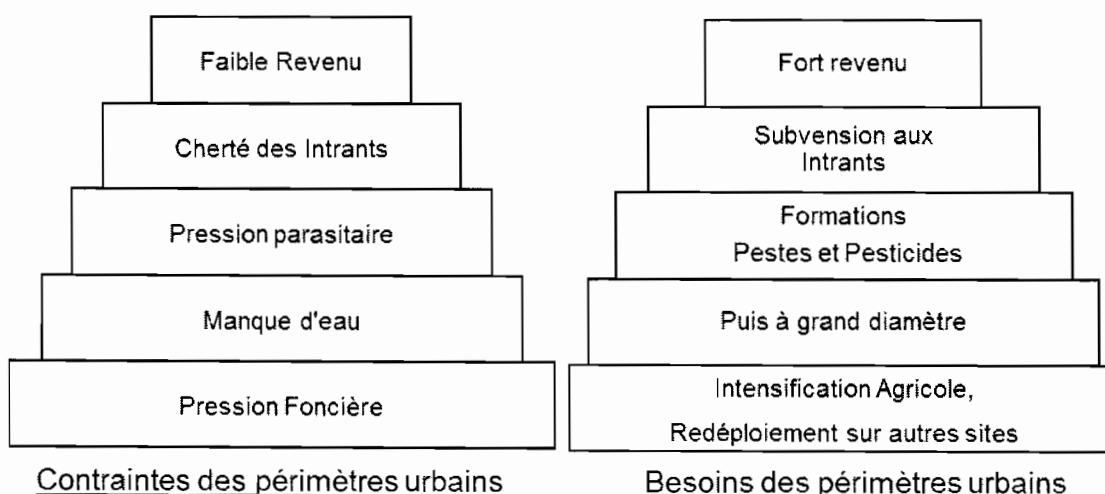 Faible Revenu
Cherté des Intrants
Pression parasitaire
Manque d'eau
Pression Foncière
Contraintes des périmètres urbains
Fort revenu
Subvension aux
Intrants
Formations
Pestes et Pesticides
Puis à grand diamètre
Intensification Agricole,
Redéploiement sur autres sites
Besoins des périmètres urbains